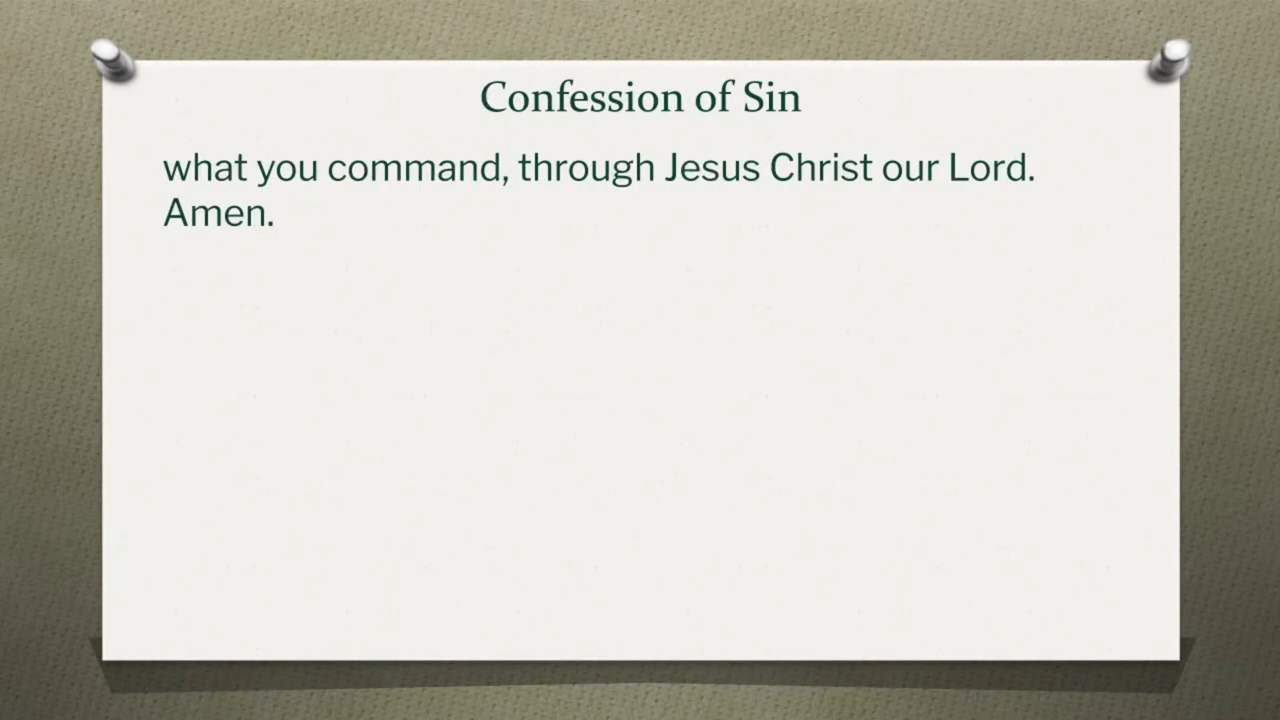 Confession of Sin
what you command, through Jesus Christ our Lord.
Amen.